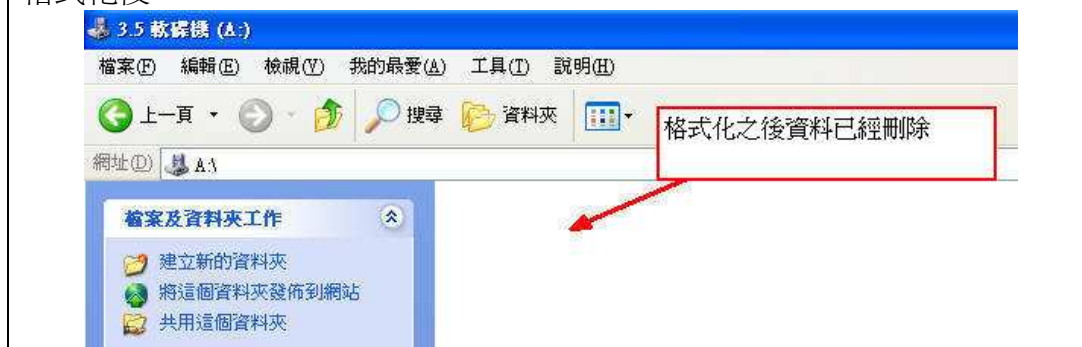 格式化後
3.5 軟碟機 (A:)
檔案(F) 編輯(E) 檢視(V) 我的最愛(A) 工具(T) 說明(H)
上一頁 搜尋 資料夾
格式化之後資料已經刪除
網址(D) A:\
檔案及資料夾工作
建立新的資料夾
將這個資料夾發佈到網站
共用這個資料夾